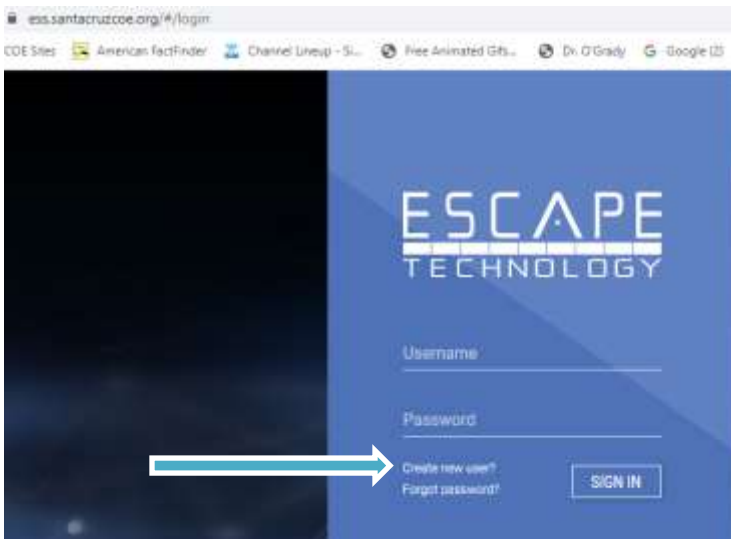 ess.santacruzcoe.org/#/login
COE Sites American FactFinder Channel Lineup - Si... Free Animated Gifs... Dr. O'Grady G Google (2)
ESCAPE
TECHNOLOGY
Username
Password
Create new user?
Forgot password?
SIGN IN